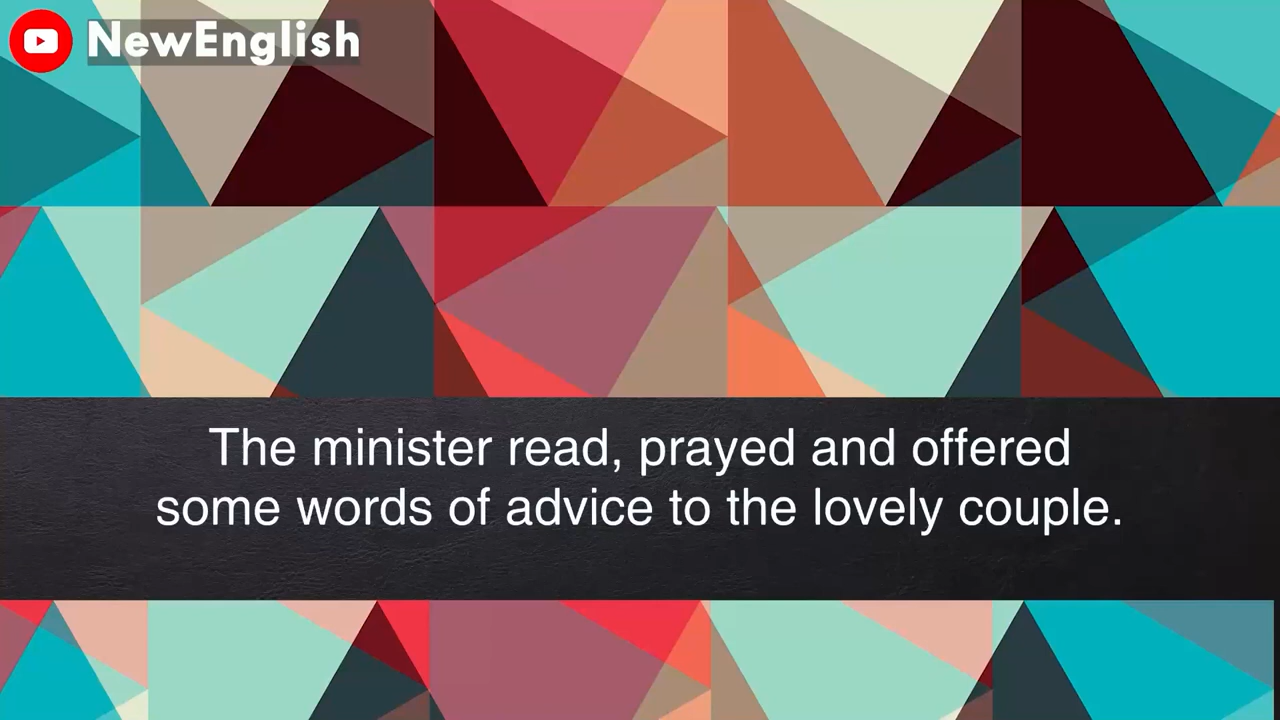 NewEnglish
The minister read, prayed and offered
some words of advice to the lovely couple.